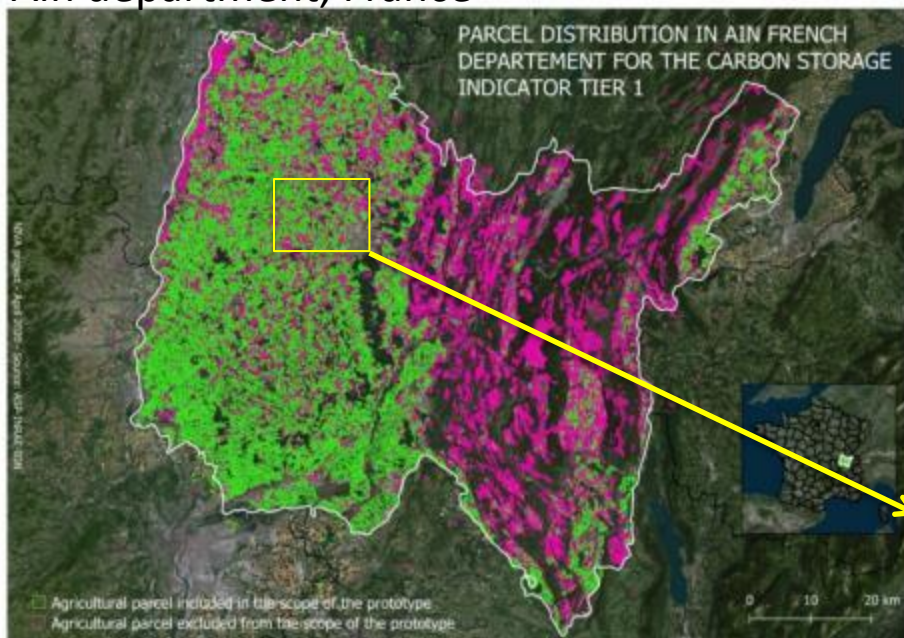 Ain department, France
PARCEL DISTRIBUTION IN AIN FRENCH
DEPARTEMENT FOR THE CARBON STORAGE
INDICATOR TIER 1
Agricultural parcel included in the scope of the prototype
Agricultural parcel excluded from the scope of the prototype
0 10 20 km